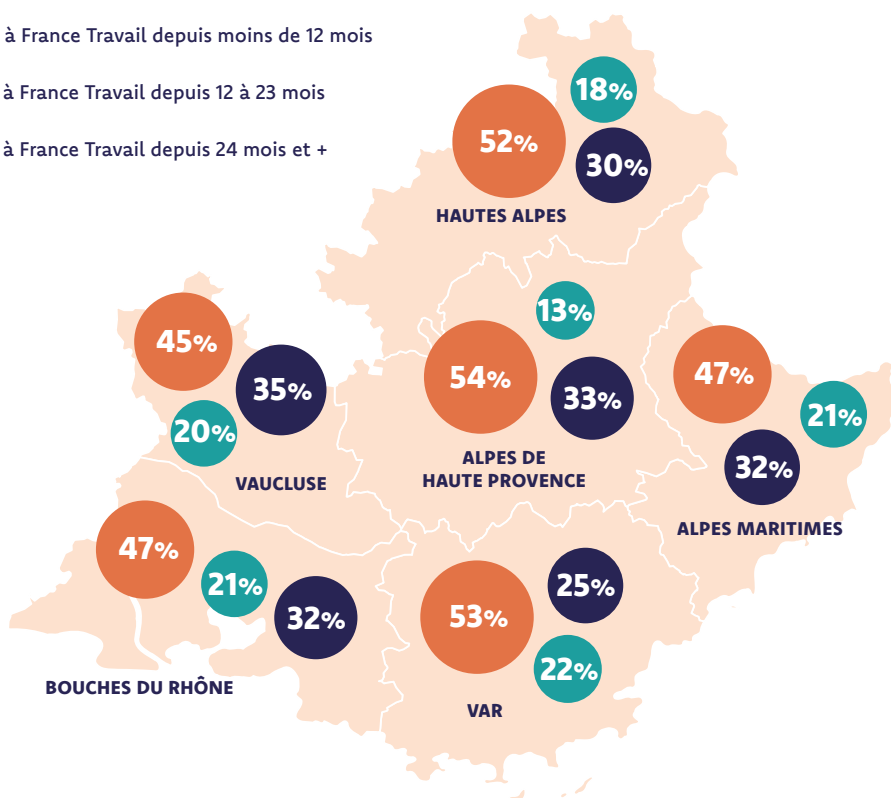 à France Travail depuis moins de 12 mois
à France Travail depuis 12 à 23 mois
à France Travail depuis 24 mois et +
18%
52%
30%
HAUTES ALPES
13%
54%
33%
ALPES DE
HAUTE PROVENCE
45%
35%
20%
VAUCLUSE
47%
21%
32%
ALPES MARITIMES
47%
21%
32%
BOUCHES DU RHÔNE
25%
53%
22%
VAR